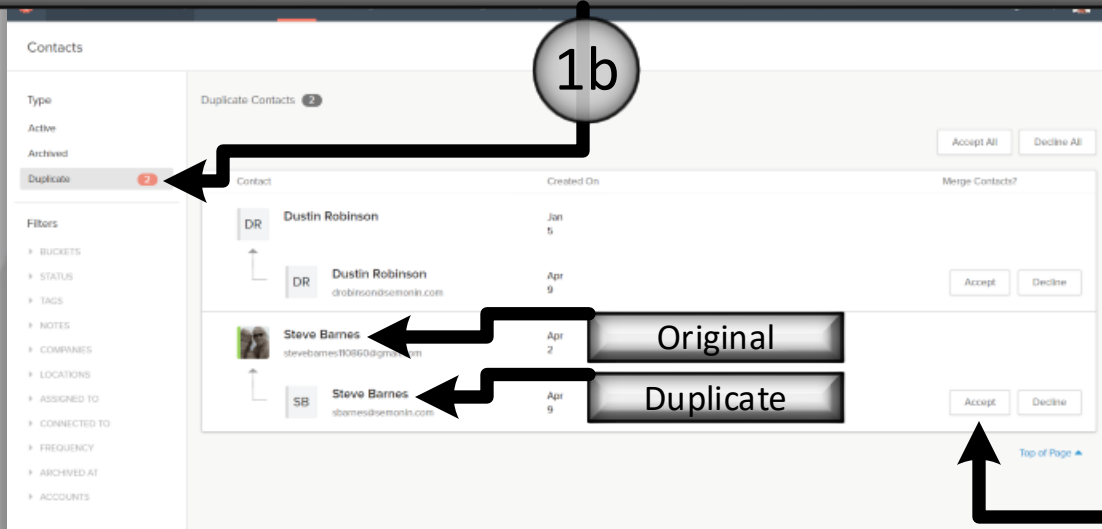 Contacts
1b
Type
Duplicate Contacts 2
Active
Accept All Decline All
Archived
Duplicate 2
Contact Created On Merge Contacts?
DR Dustin Robinson Jan
5
Filters
BUCKETS
STATUS
TAGS
NOTES
COMPANIES
LOCATIONS
ASSIGNED TO
CONNECTED TO
FREQUENCY
ARCHIVED AT
ACCOUNTS
DR Dustin Robinson Apr
drobinson@semonin.com 9
Accept Decline
Steve Barnes Apr
stevebarnes110860@gmail.com 2
Original
SB Steve Barnes Apr
sbarnes@semonin.com 9
Duplicate
Accept Decline
Top of Page